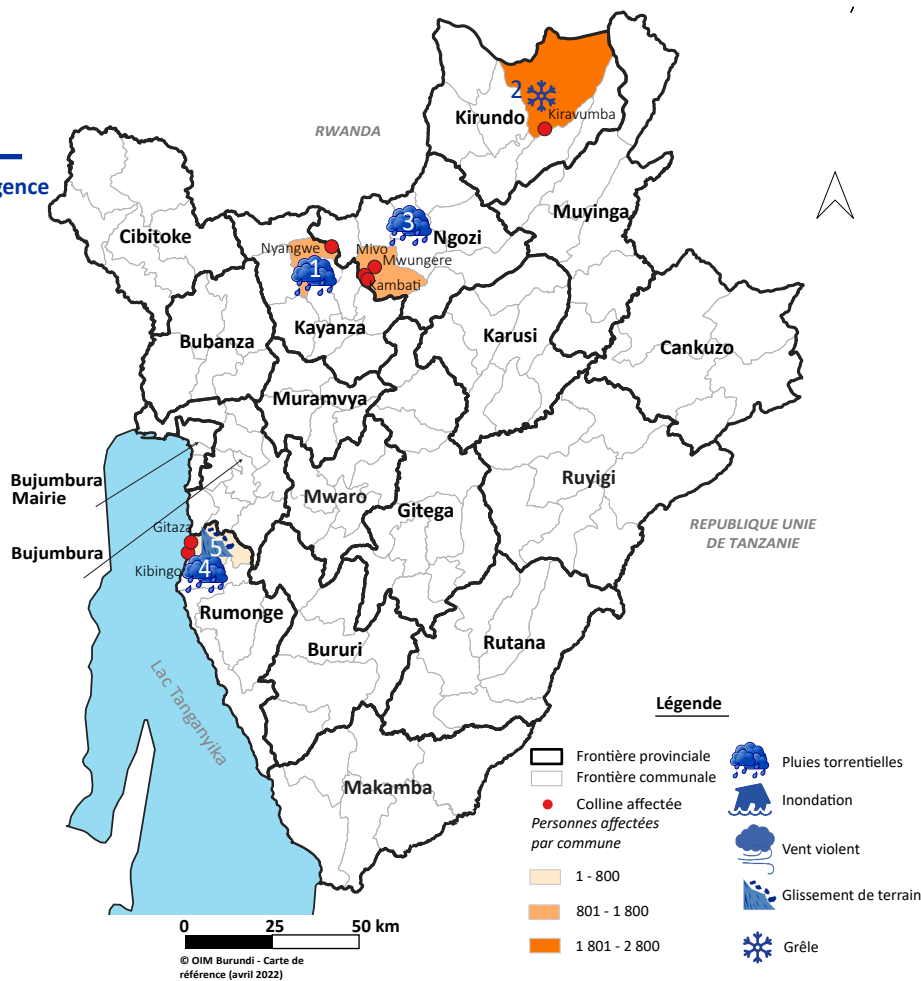 gence
RWANDA
2
Kiravumba
Kirundo
Muyinga
Cibitoke
3
Ngozi
Nyangwe
Mivo
Mwungere
1
Kambati
Kayanza
Karusi
Bubanza
Cankuzo
Muramvya
Bujumbura
Mairie
Mwaro
Ruyigi
Gitega
REPUBLIQUE UNIE
DE TANZANIE
Gitaza
5
Bujumbura
Kibingo
4
Rumonge
Bururi
Rutana
Lac Tanganyika
Makamba
Légende
Frontière provinciale
Frontière communale
Colline affectée
Personnes affectées
par commune
1 - 800
801 - 1 800
1 801 - 2 800
Pluies torrentielles
Inondation
Vent violent
Glissement de terrain
Grêle
0 25 50 km
© OIM Burundi - Carte de
référence (avril 2022)